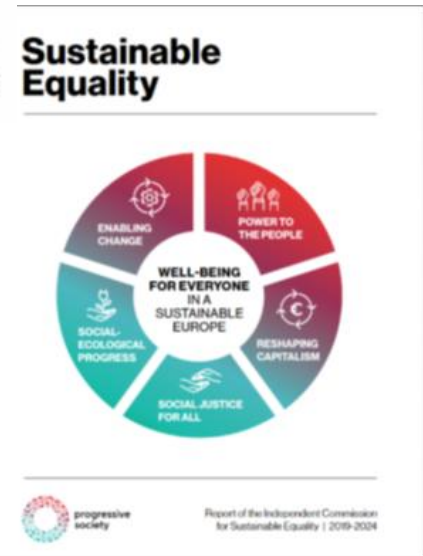 Sustainable
Equality
ENABLING
CHANGE
POWER TO
THE PEOPLE
WELL-BEING
FOR EVERYONE
IN A
SUSTAINABLE
EUROPE
SOCIAL-
ECOLOGICAL
PROGRESS
RESHAPING
CAPITALISM
SOCIAL JUSTICE
FOR ALL
€
progressive
society
Report of the Independent Commission
for Sustainable Equality | 2019-2024